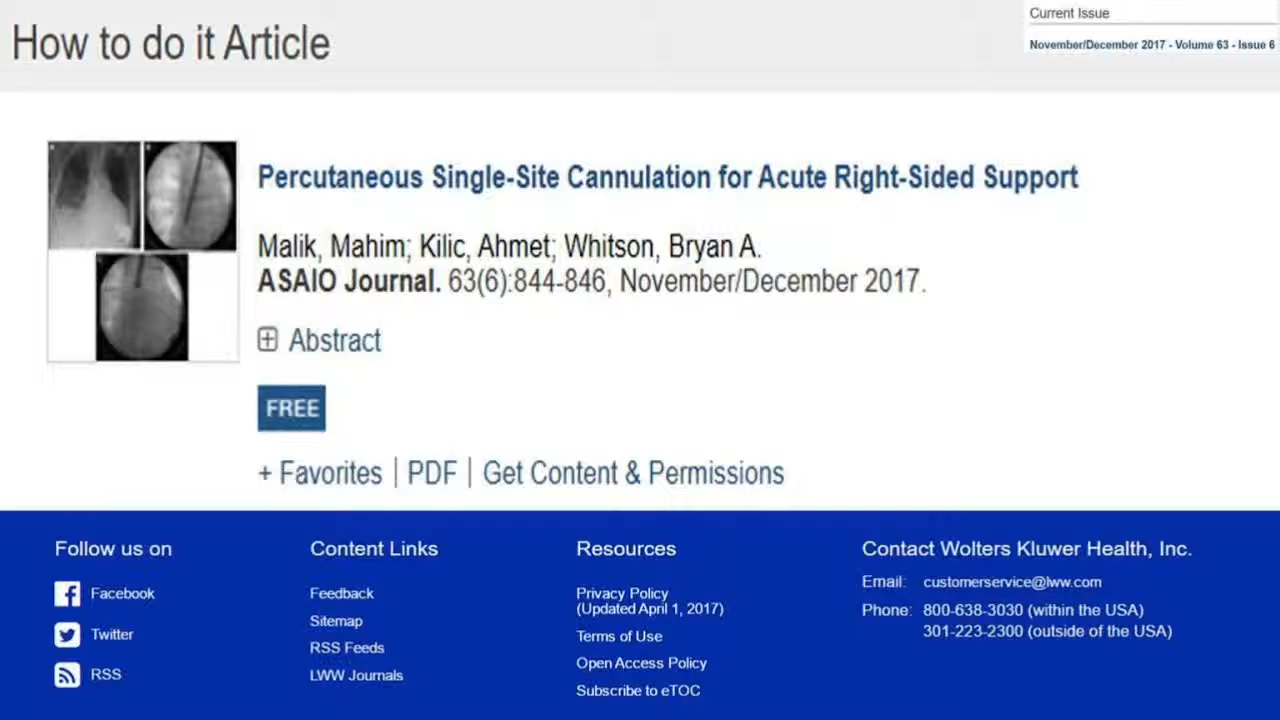 How to do it Article
Current Issue
November/December 2017 - Volume 63 - Issue 6
Percutaneous Single-Site Cannulation for Acute Right-Sided Support
Malik, Mahim; Kilic, Ahmet; Whitson, Bryan A.
ASAIO Journal. 63(6):844-846, November/December 2017.
Abstract
FREE
+ Favorites | PDF | Get Content & Permissions
Follow us on
Facebook
Twitter
RSS
Content Links
Feedback
Sitemap
RSS Feeds
LWW Journals
Resources
Privacy Policy
(Updated April 1, 2017)
Terms of Use
Open Access Policy
Subscribe to eTOC
Contact Wolters Kluwer Health, Inc.
Email: customerservice@lww.com
Phone: 800-638-3030 (within the USA)
301-223-2300 (outside of the USA)